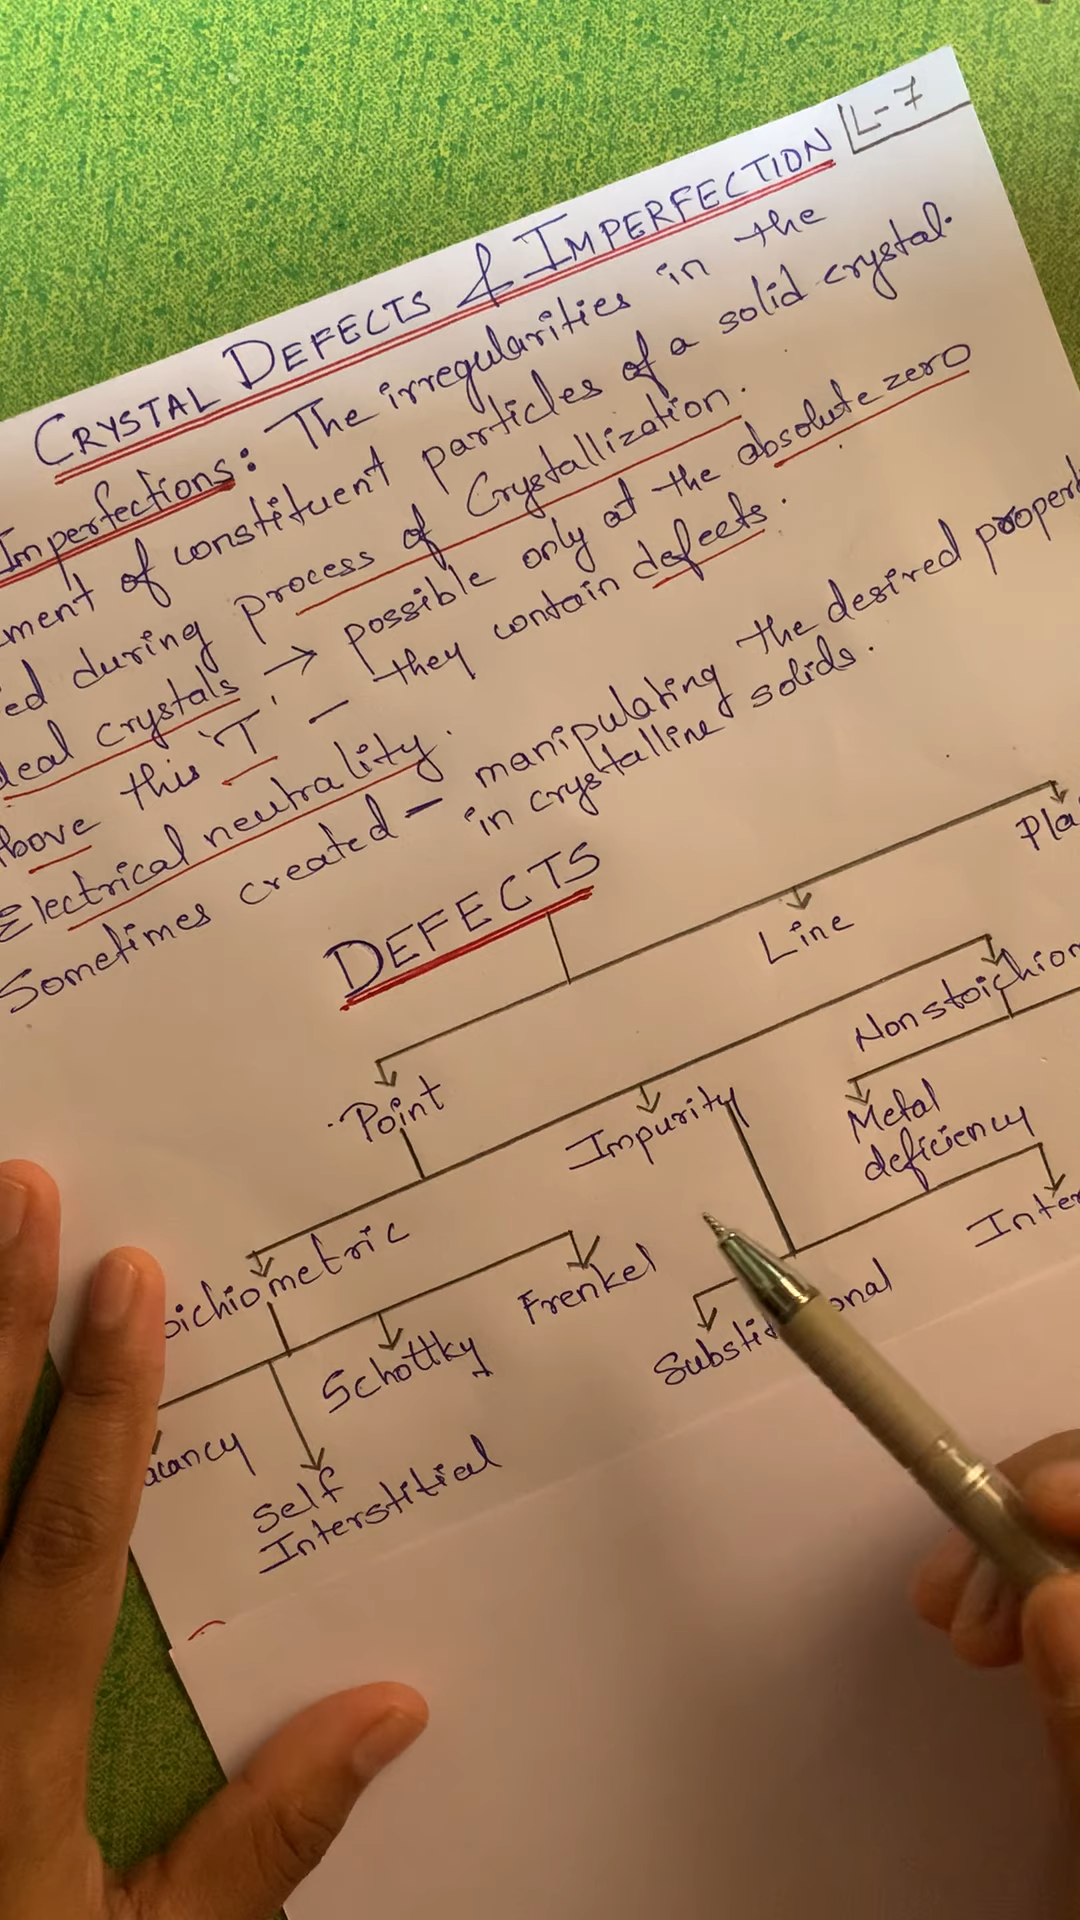 L-7
CRYSTAL DEFECTS & IMPERFECTION
Imperfections: The irregularities in the
ment of constituent particles of a solid crystal.
ed during process of Crystallization.
deal crystals → possible only at the absolute zero
bove this 'T' – they contain defects.
Electrical neutrality.
Sometimes created – manipulating the desired propert
in crystalline solids.
DEFECTS
Line
Pla
Point
Impurity
Nonstoichiom
Metal
deficiency
oichiometric
Schottky
Frenkel
Substi onal
Inter
acancy
Self
Interstitial